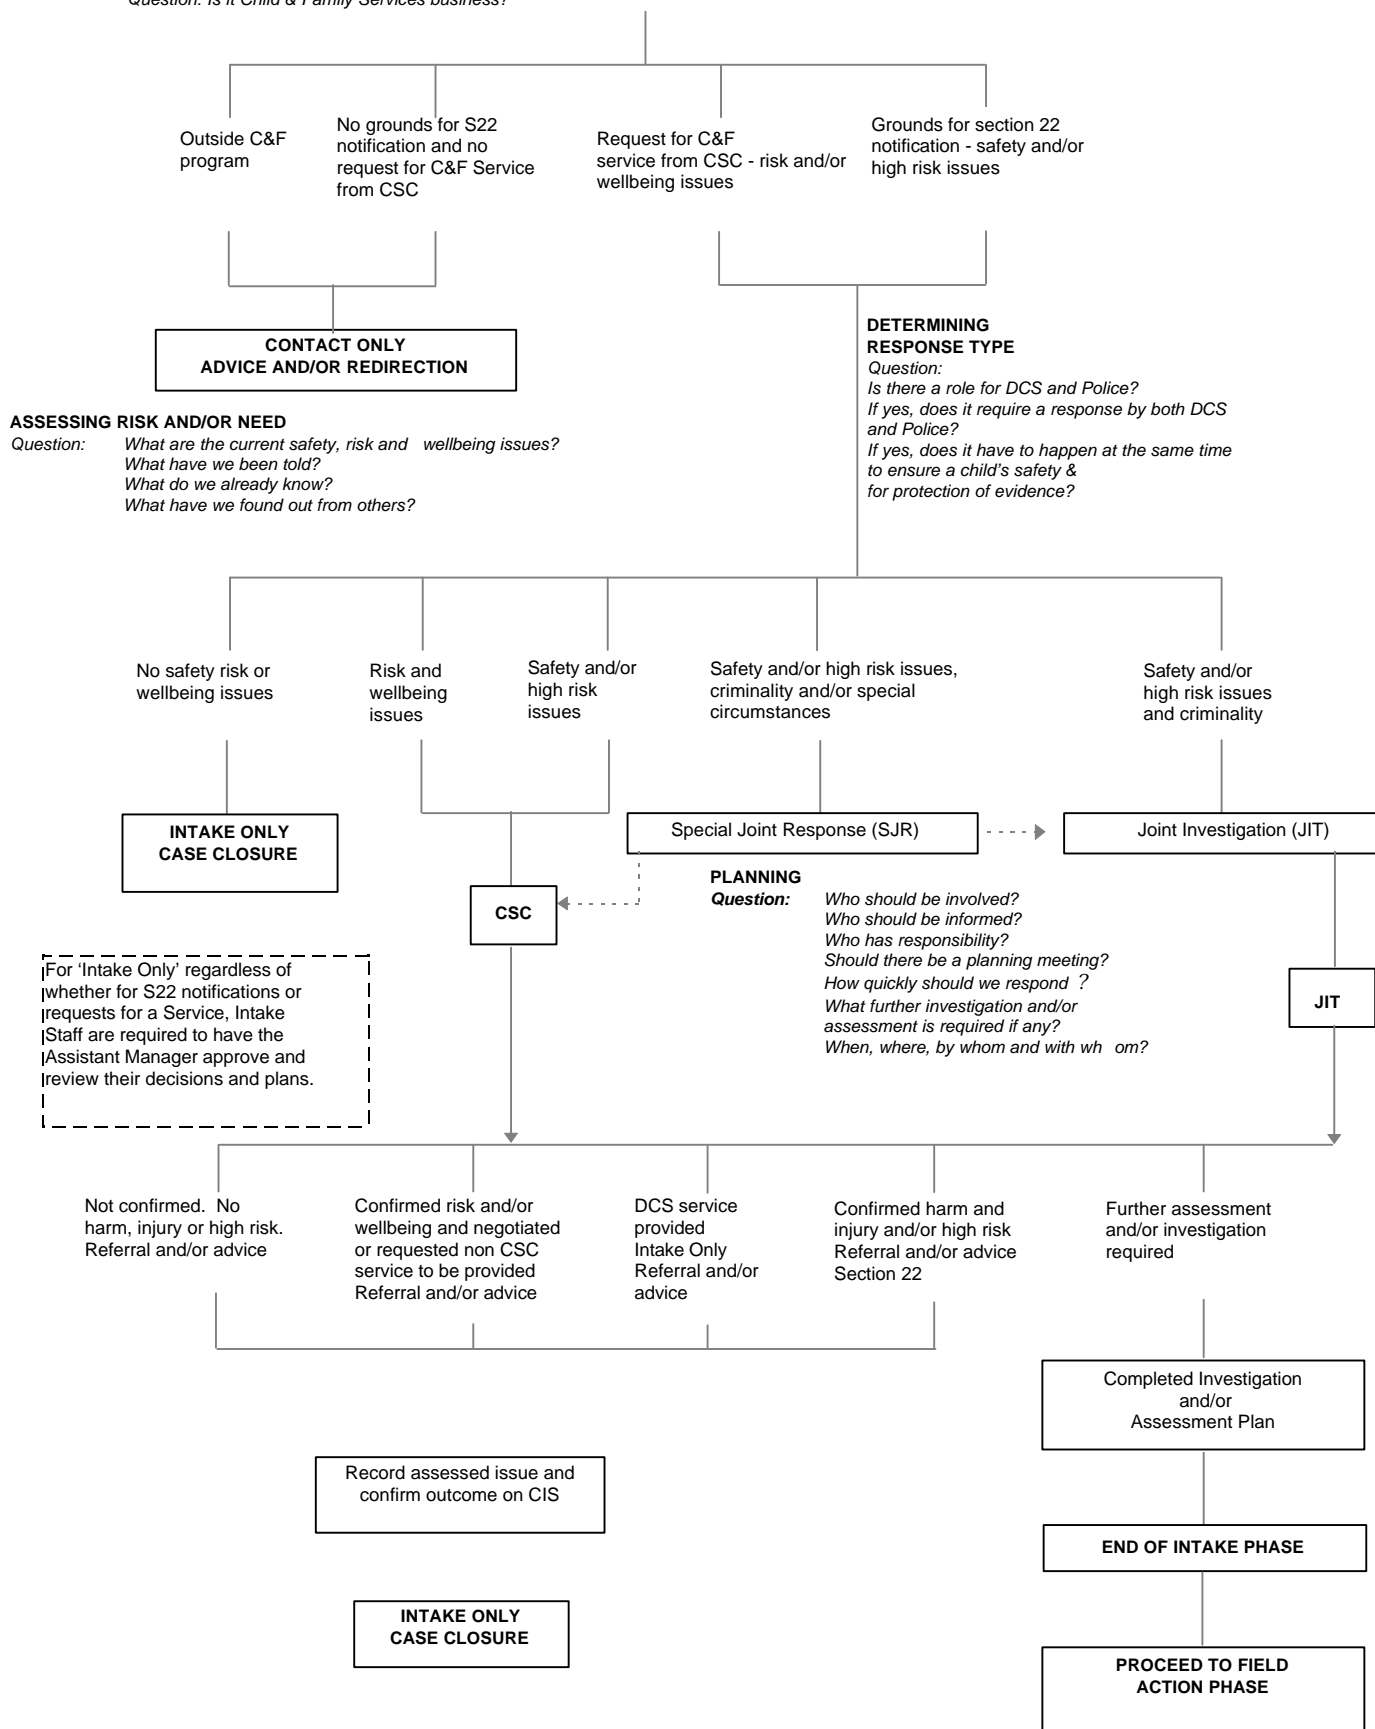 Question: Is it Child & Family Services business?
Outside C&F
program
No grounds for S22
notification and no
request for C&F Service
from CSC
Request for C&F
service from CSC - risk and/or
wellbeing issues
Grounds for section 22
notification - safety and/or
high risk issues
CONTACT ONLY
ADVICE AND/OR REDIRECTION
DETERMINING
RESPONSE TYPE
Question:
Is there a role for DCS and Police?
If yes, does it require a response by both DCS
and Police?
If yes, does it have to happen at the same time
to ensure a child's safety &
for protection of evidence?
ASSESSING RISK AND/OR NEED
Question: What are the current safety, risk and wellbeing issues?
What have we been told?
What do we already know?
What have we found out from others?
No safety risk or
wellbeing issues
Risk and
wellbeing
issues
Safety and/or
high risk
issues
Safety and/or high risk issues,
criminality and/or special
circumstances
Safety and/or
high risk issues
and criminality
INTAKE ONLY
CASE CLOSURE
Special Joint Response (SJR)
Joint Investigation (JIT)
CSC
PLANNING
Question: Who should be involved?
Who should be informed?
Who has responsibility?
Should there be a planning meeting?
How quickly should we respond ?
What further investigation and/or
assessment is required if any?
When, where, by whom and with wh om?
JIT
For 'Intake Only' regardless of
whether for S22 notifications or
requests for a Service, Intake
Staff are required to have the
Assistant Manager approve and
review their decisions and plans.
Not confirmed. No
harm, injury or high risk.
Referral and/or advice
Confirmed risk and/or
wellbeing and negotiated
or requested non CSC
service to be provided
Referral and/or advice
DCS service
provided
Intake Only
Referral and/or
advice
Confirmed harm and
injury and/or high risk
Referral and/or advice
Section 22
Further assessment
and/or investigation
required
Completed Investigation
and/or
Assessment Plan
Record assessed issue and
confirm outcome on CIS
END OF INTAKE PHASE
INTAKE ONLY
CASE CLOSURE
PROCEED TO FIELD
ACTION PHASE